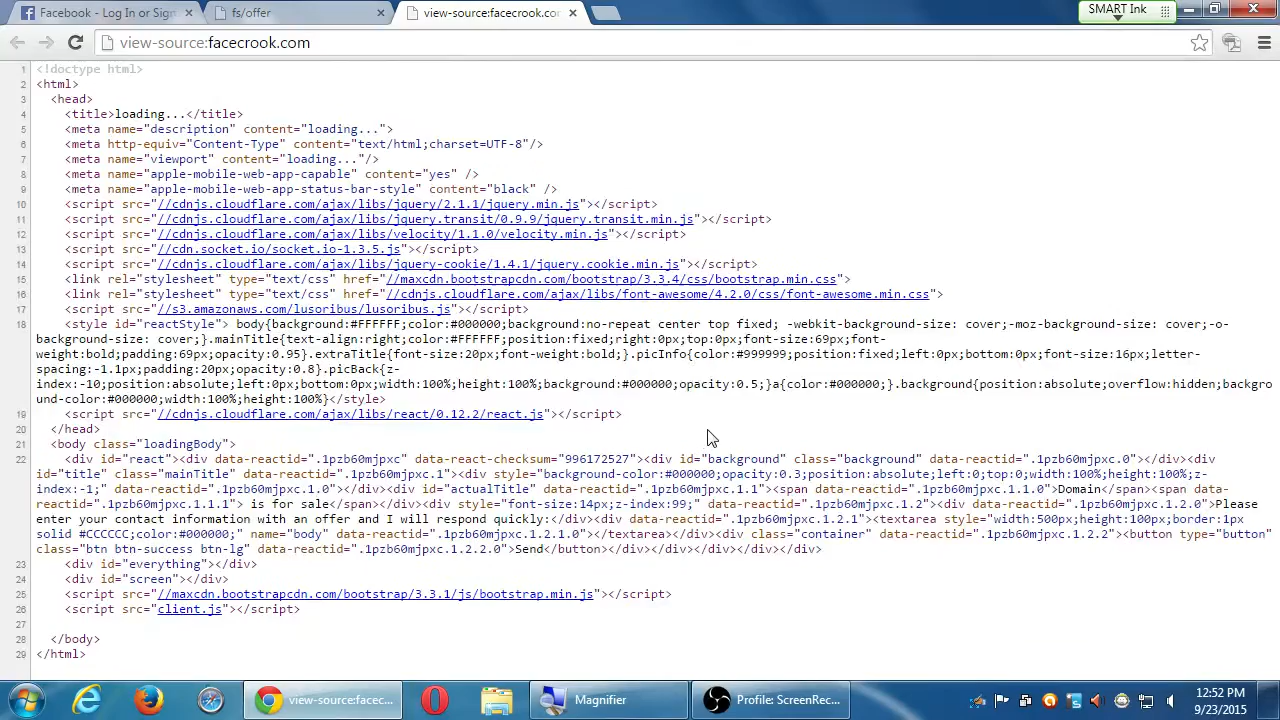 Facebook - Log In or Sign
fs/offer
view-source:facecrook.com
SMART Ink
view-source:facecrook.com
1 <!doctype html>
2 <html>
3 <head>
4 <title>loading...</title>
5 <meta name="description" content="loading...">
6 <meta http-equiv="Content-Type" content="text/html;charset=UTF-8"/>
7 <meta name="viewport" content="loading..."/>
8 <meta name="apple-mobile-web-app-capable" content="yes" />
9 <meta name="apple-mobile-web-app-status-bar-style" content="black" />
10 <script src="//cdnjs.cloudflare.com/ajax/libs/jquery/2.1.1/jquery.min.js"></script>
11 <script src="//cdnjs.cloudflare.com/ajax/libs/jquery.transit/0.9.9/jquery.transit.min.js"></script>
12 <script src="//cdnjs.cloudflare.com/ajax/libs/velocity/1.1.0/velocity.min.js"></script>
13 <script src="//cdn.socket.io/socket.io-1.3.5.js"></script>
14 <script src="//cdnjs.cloudflare.com/ajax/libs/jquery-cookie/1.4.1/jquery.cookie.min.js"></script>
15 <link rel="stylesheet" type="text/css" href="//maxcdn.bootstrapcdn.com/bootstrap/3.3.4/css/bootstrap.min.css">
16 <link rel="stylesheet" type="text/css" href="//cdnjs.cloudflare.com/ajax/libs/font-awesome/4.2.0/css/font-awesome.min.css">
17 <script src="//s3.amazonaws.com/lusoribus/lusoribus.js"></script>
18 <style id="reactStyle"> body{background:#FFFFFF;color:#000000;background:no-repeat center top fixed; -webkit-background-size: cover;-moz-background-size: cover;-o-
background-size: cover;}.mainTitle{text-align:right;color:#FFFFFF;position:fixed;right:0px;top:0px;font-size:69px;font-
weight:bold;padding:69px;opacity:0.95}.extraTitle{font-size:20px;font-weight:bold;}.picInfo{color:#999999;position:fixed;left:0px;bottom:0px;font-size:16px;letter-
spacing:-1.1px;padding:20px;opacity:0.8}.picBack{z-
index:-10;position:absolute;left:0px;bottom:0px;width:100%;height:100%;background:#000000;opacity:0.5;}a{color:#000000;}.background{position:absolute;overflow:hidden;backgro
und-color:#000000;width:100%;height:100%}</style>
19 <script src="//cdnjs.cloudflare.com/ajax/libs/react/0.12.2/react.js"></script>
20 </head>
21 <body class="loadingBody">
22 <div id="react"><div data-reactid=".1pzb60mjpxc" data-react-checksum="996172527"><div id="background" class="background" data-reactid=".1pzb60mjpxc.0"></div><div
id="title" class="mainTitle" data-reactid=".1pzb60mjpxc.1"><div style="background-color:#000000;opacity:0.3;position:absolute;left:0;top:0;width:100%;height:100%;z-
index:-1;" data-reactid=".1pzb60mjpxc.1.0"></div><div id="actualTitle" data-reactid=".1pzb60mjpxc.1.1"><span data-reactid=".1pzb60mjpxc.1.1.0">Domain</span><span data-
reactid=".1pzb60mjpxc.1.1.1"> is for sale</span></div><div style="font-size:14px;z-index:99;" data-reactid=".1pzb60mjpxc.1.2"><div data-reactid=".1pzb60mjpxc.1.2.0">Please
enter your contact information with an offer and I will respond quickly:</div><div data-reactid=".1pzb60mjpxc.1.2.1"><textarea style="width:500px;height:100px;border:1px
solid #CCCCCC;color:#000000;" name="body" data-reactid=".1pzb60mjpxc.1.2.1.0"></textarea></div><div class="container" data-reactid=".1pzb60mjpxc.1.2.2"><button type="button"
class="btn btn-success btn-lg" data-reactid=".1pzb60mjpxc.1.2.2.0">Send</button></div></div></div></div></div>
23 <div id="everything"></div>
24 <div id="screen"></div>
25 <script src="//maxcdn.bootstrapcdn.com/bootstrap/3.3.1/js/bootstrap.min.js"></script>
26 <script src="client.js"></script>
27
28 </body>
29 </html>
view-source:facec...
Magnifier
Profile: ScreenRec...
12:52 PM
9/23/2015